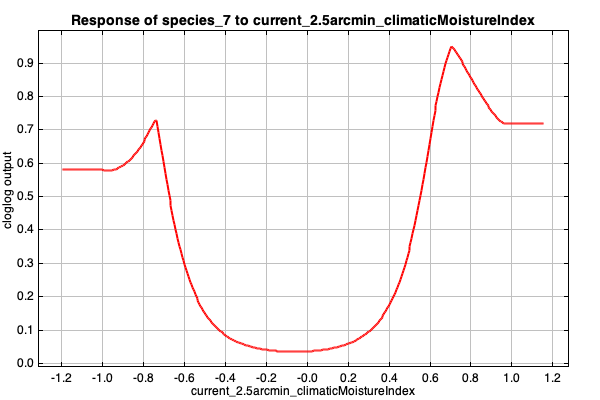 Response of species_7 to current_2.5arcmin_climaticMoistureIndex
cloglog output
0.9
0.8
0.7
0.6
0.5
0.4
0.3
0.2
0.1
0.0
-1.2 -1.0 -0.8 -0.6 -0.4 -0.2 -0.0 0.2 0.4 0.6 0.8 1.0 1.2
current_2.5arcmin_climaticMoistureIndex